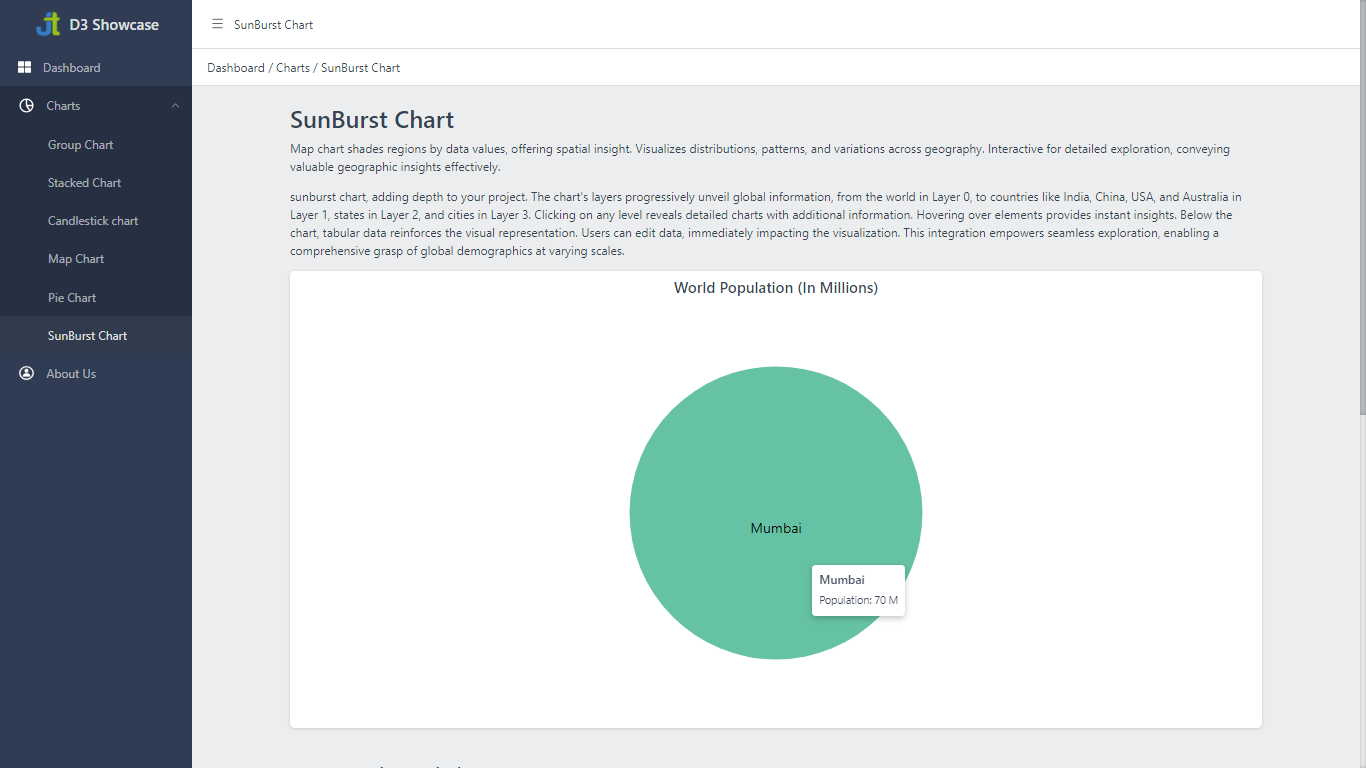 D3 Showcase
Dashboard
Charts
Group Chart
Stacked Chart
Candlestick chart
Map Chart
Pie Chart
SunBurst Chart
About Us
SunBurst Chart
Dashboard / Charts / SunBurst Chart
SunBurst Chart
Map chart shades regions by data values, offering spatial insight. Visualizes distributions, patterns, and variations across geography. Interactive for detailed exploration, conveying
valuable geographic insights effectively.
sunburst chart, adding depth to your project. The chart's layers progressively unveil global information, from the world in Layer 0, to countries like India, China, USA, and Australia in
Layer 1, states in Layer 2, and cities in Layer 3. Clicking on any level reveals detailed charts with additional information. Hovering over elements provides instant insights. Below the
chart, tabular data reinforces the visual representation. Users can edit data, immediately impacting the visualization. This integration empowers seamless exploration, enabling a
comprehensive grasp of global demographics at varying scales.
World Population (In Millions)
Mumbai
Mumbai
Population: 70 M